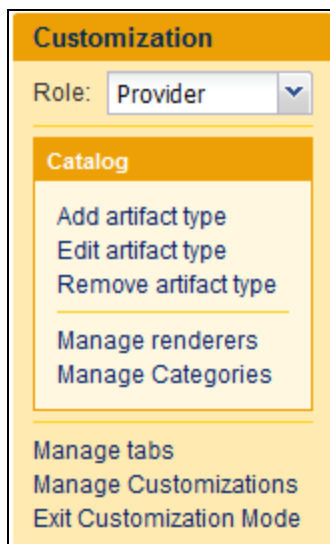 Customization
Role: Provider
Catalog
Add artifact type
Edit artifact type
Remove artifact type
Manage renderers
Manage Categories
Manage tabs
Manage Customizations
Exit Customization Mode